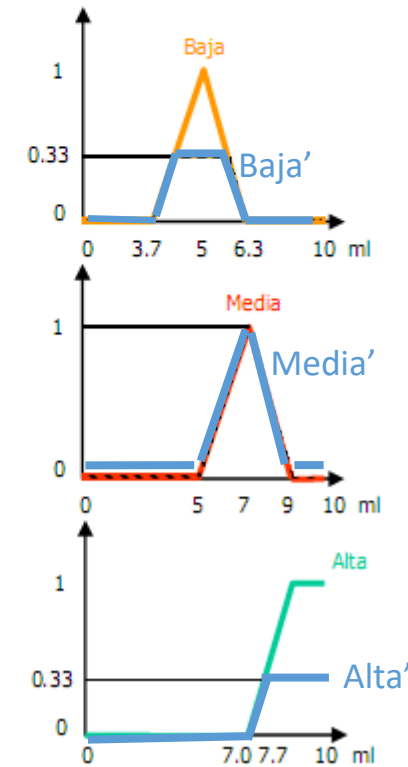 Baja
1
0.33
Baja’
0
0 3.7 5 6.3 10 ml
Media
1
Media’
0
0 5 7 9 10 ml
Alta
1
0.33
Alta’
0
0 7.0 7.7 10 ml